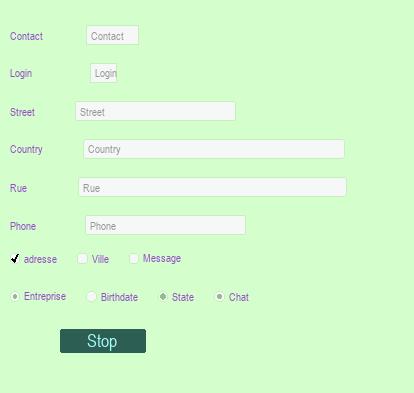 Contact Contact
Login Login
Street Street
Country Country
Rue Rue
Phone Phone
adresse Ville Message
Entreprise Birthdate State Chat
Stop